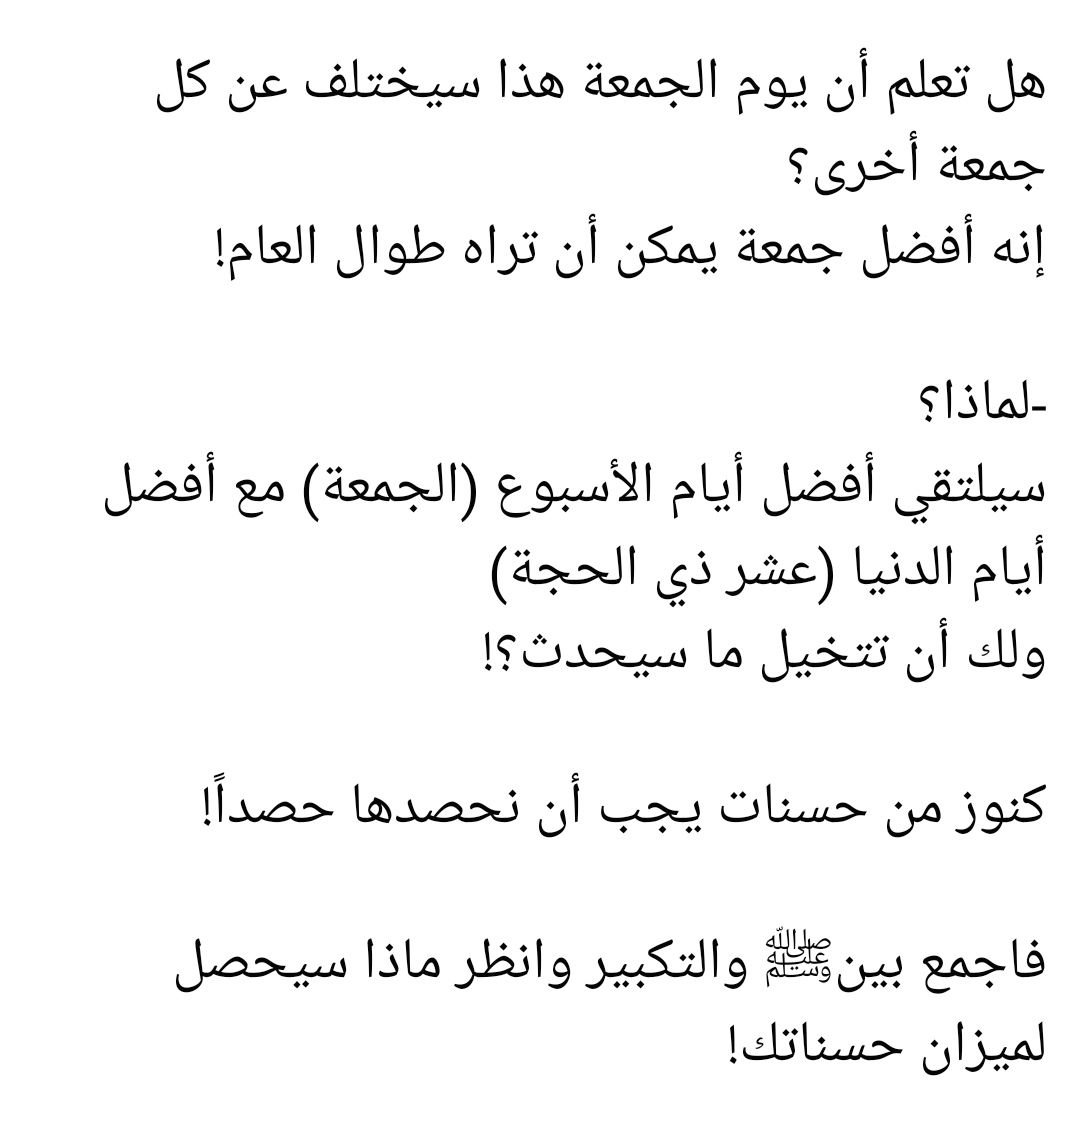 هل تعلم أن يوم الجمعة هذا سيختلف عن كل
جمعة أخرى؟
إنه أفضل جمعة يمكن أن تراه طوال العام!
-لماذا؟
سيلتقي أفضل أيام الأسبوع (الجمعة) مع أفضل
أيام الدنيا (عشر ذي الحجة)
ولك أن تتخيل ما سيحدث؟!
كنوز من حسنات يجب أن نحصدها حصداً!
فاجمع بينﷺ والتكبير وانظر ماذا سيحصل
لميزان حسناتك!